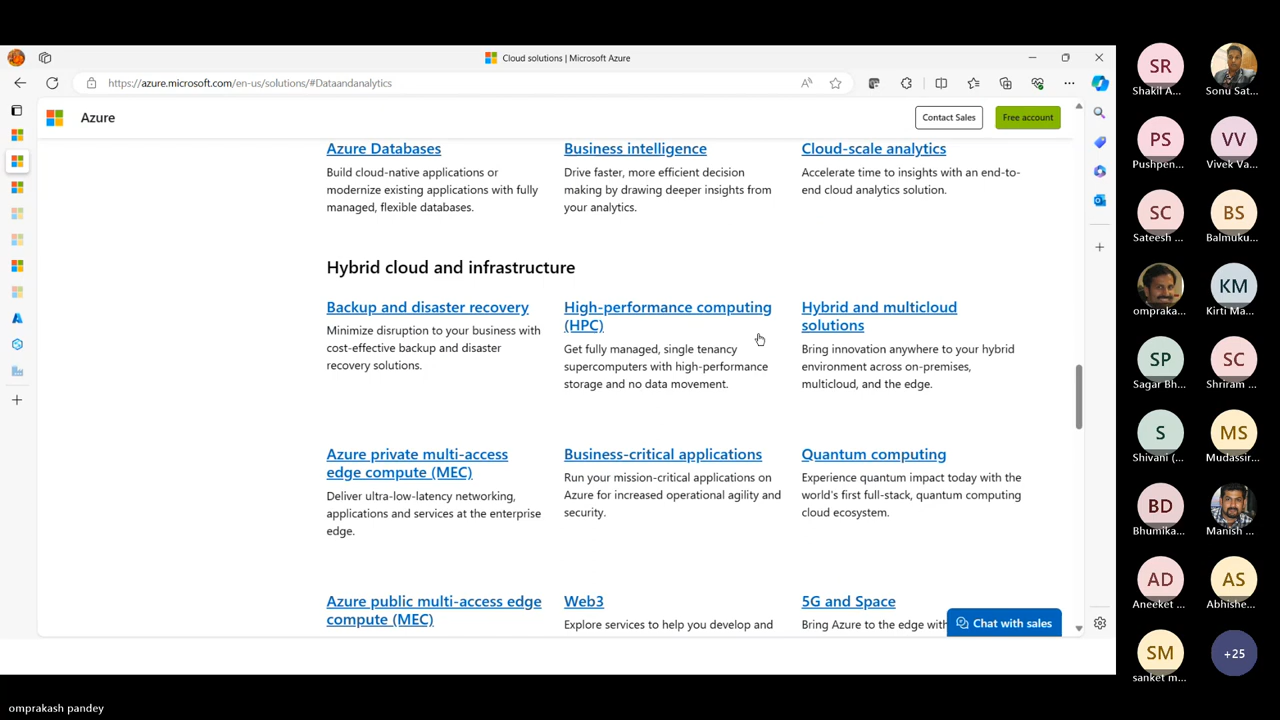 Cloud solutions | Microsoft Azure
https://azure.microsoft.com/en-us/solutions/#Dataandanalytics
Azure
Contact Sales
Free account
Azure Databases
Build cloud-native applications or
modernize existing applications with fully
managed, flexible databases.
Business intelligence
Drive faster, more efficient decision
making by drawing deeper insights from
your analytics.
Cloud-scale analytics
Accelerate time to insights with an end-to-
end cloud analytics solution.
Hybrid cloud and infrastructure
Backup and disaster recovery
Minimize disruption to your business with
cost-effective backup and disaster
recovery solutions.
High-performance computing
(HPC)
Get fully managed, single tenancy
supercomputers with high-performance
storage and no data movement.
Hybrid and multicloud
solutions
Bring innovation anywhere to your hybrid
environment across on-premises,
multicloud, and the edge.
Azure private multi-access
edge compute (MEC)
Deliver ultra-low-latency networking,
applications and services at the enterprise
edge.
Business-critical applications
Run your mission-critical applications on
Azure for increased operational agility and
security.
Quantum computing
Experience quantum impact today with the
world's first full-stack, quantum computing
cloud ecosystem.
Azure public multi-access edge
compute (MEC)
Web3
Explore services to help you develop and
5G and Space
Bring Azure to the edge with
Chat with sales
SR
Shakil A...
Sonu Sat...
PS
Pushpen...
VV
Vivek Va...
SC
Sateesh ...
BS
Balmuku...
ompraka...
KM
Kirti Ma...
SP
Sagar Bh...
SC
Shriram ...
S
Shivani (...
MS
Mudassir...
BD
Bhumika...
Manish ...
AD
Aneeket ...
AS
Abhishe...
SM
sanket m...
+25
omprakash pandey